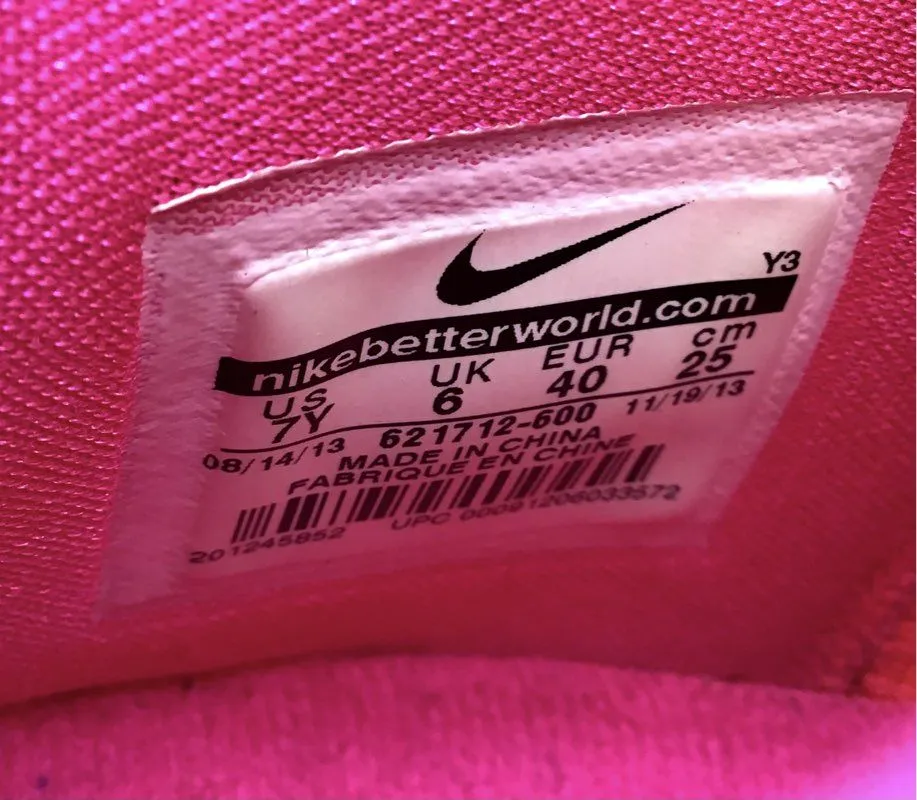 Y3
nikebetterworld.com
US UK EUR cm
7Y 6 40 25
08/14/13 621712-600 11/19/13
MADE IN CHINA
FABRIQUE EN CHINE
201245852 UPC 00091206033572